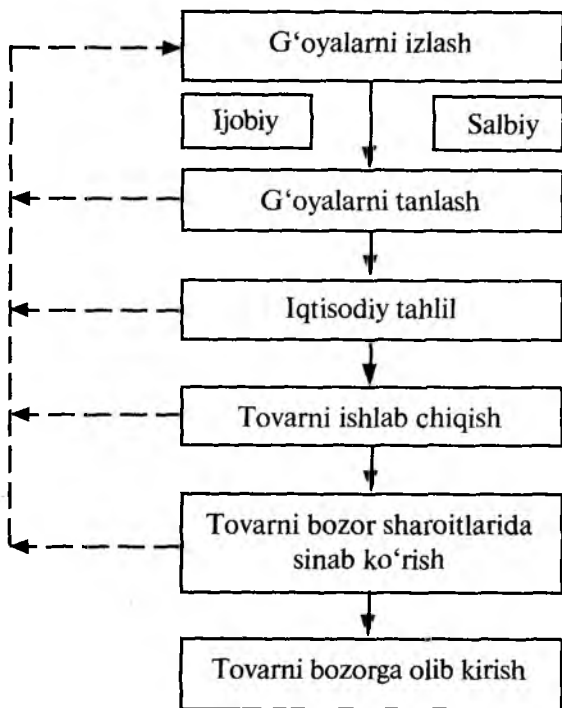 G‘oyalarni izlash
Ijobiy
Salbiy
G‘oyalarni tanlash
Iqtisodiy tahlil
Tovarni ishlab chiqish
Tovarni bozor sharoitlarida
sinab ko‘rish
Tovarni bozorga olib kirish